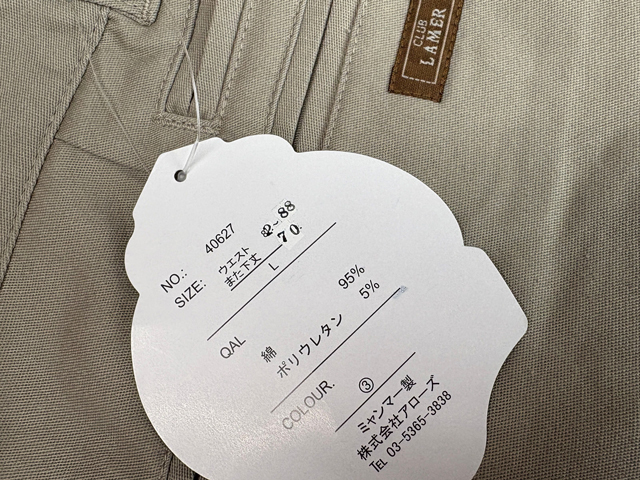 CLUB
LAMER
NO.: 40627
SIZE: ウエスト 82~88
また下丈 70.
L
QAL
綿 95%
ポリウレタン 5%
COLOUR. ③
ミャンマー製
株式会社アローズ
℡ 03-5365-3838